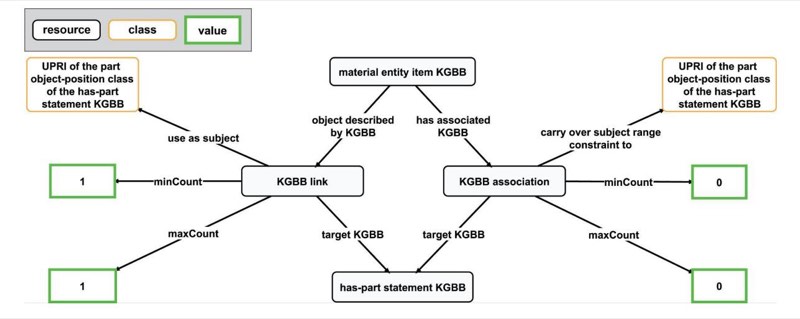 resource
class
value
UPRI of the part
object-position class
of the has-part
statement KGBB
material entity item KGBB
UPRI of the part
object-position class
of the has-part
statement KGBB
object described
by KGBB
has associated
KGBB
use as subject
carry over subject range
constraint to
1
minCount
KGBB link
KGBB association
minCount
0
maxCount
target KGBB
target KGBB
maxCount
1
has-part statement KGBB
0